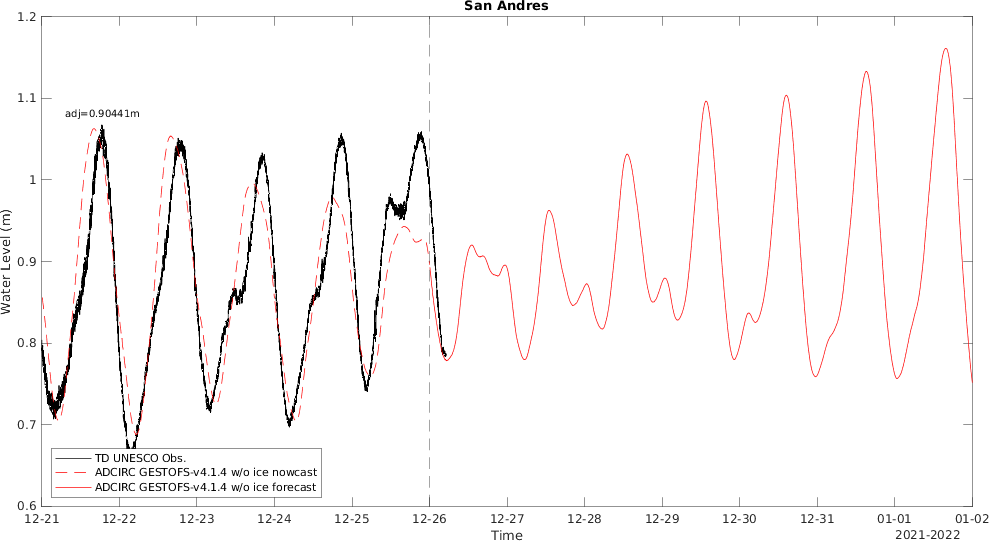 San Andres
1.2
1.1
1
0.9
0.8
0.7
0.6
Water Level (m)
adj=0.90441m
TD UNESCO Obs.
ADCIRC GESTOFS-v4.1.4 w/o ice nowcast
ADCIRC GESTOFS-v4.1.4 w/o ice forecast
12-21 12-22 12-23 12-24 12-25 12-26 12-27 12-28 12-29 12-30 12-31 01-01 01-02
Time
2021-2022